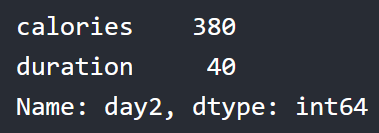 calories    380
duration     40
Name: day2, dtype: int64